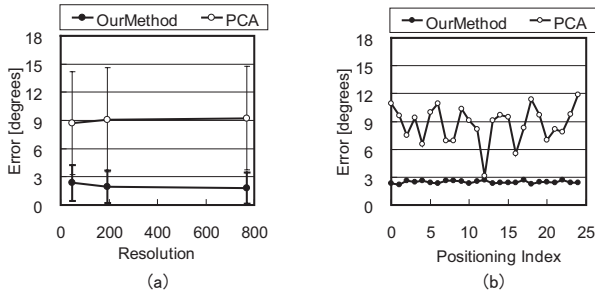 OurMethod PCA
18
15
12
9
6
3
0
Error [degrees]
0 200 400 600 800
Resolution
(a)
OurMethod PCA
18
15
12
9
6
3
0
Error [degrees]
0 5 10 15 20 25
Positioning Index
(b)